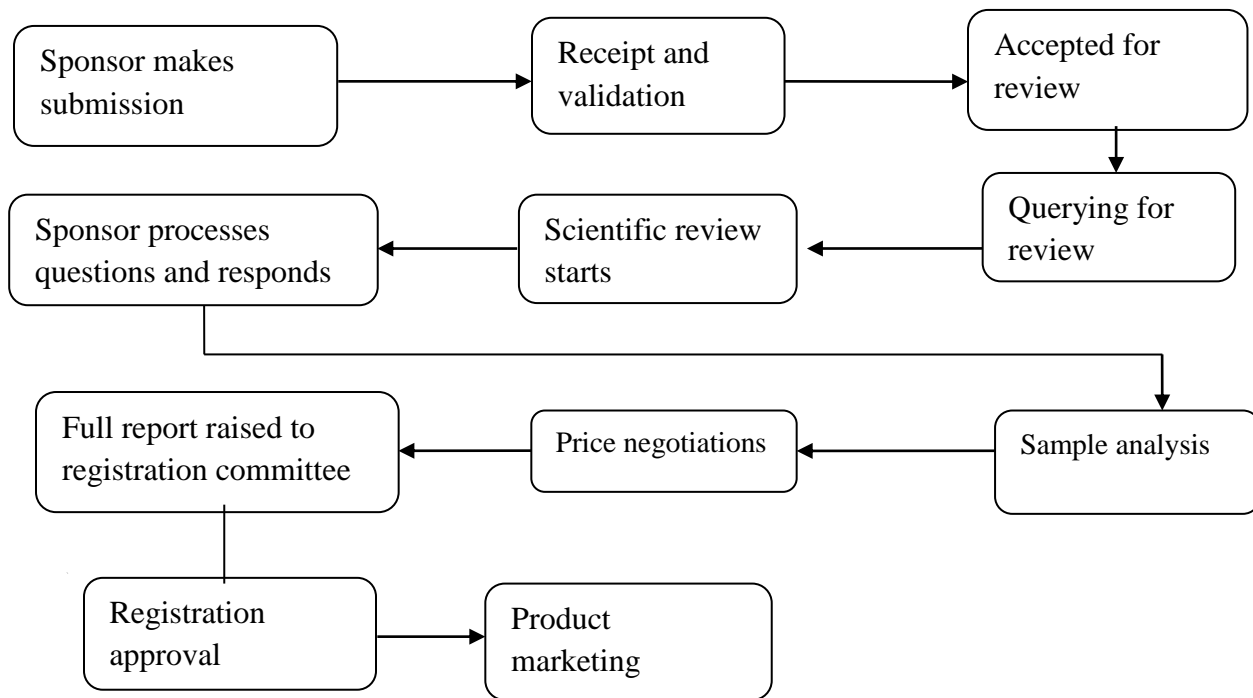 Sponsor makes
submission
Receipt and
validation
Accepted for
review
Querying for
review
Scientific review
starts
Sponsor processes
questions and responds
Sample analysis
Price negotiations
Full report raised to
registration committee
Registration
approval
Product
marketing